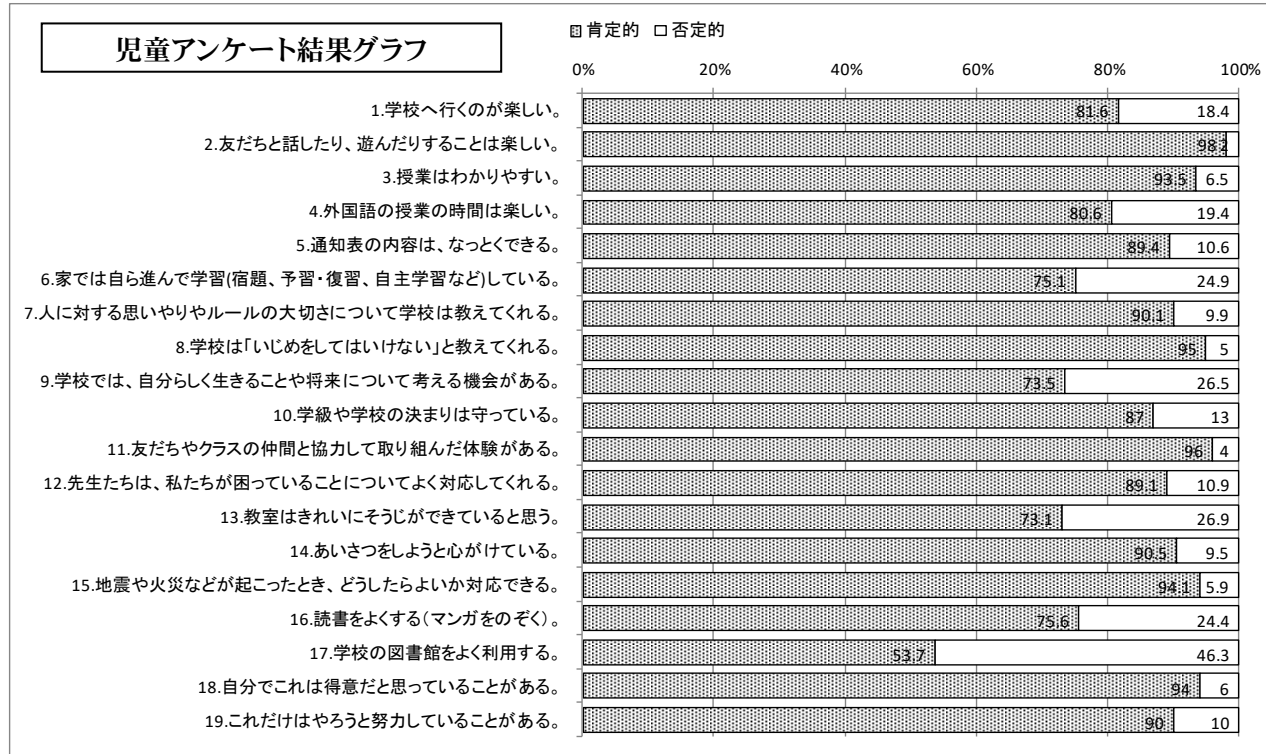 児童アンケート結果グラフ
肯定的 否定的
0% 20% 40% 60% 80% 100%
1.学校へ行くのが楽しい。 81.6 18.4
2.友だちと話したり、遊んだりすることは楽しい。 98 2
3.授業はわかりやすい。 93.5 6.5
4.外国語の授業の時間は楽しい。 80.6 19.4
5.通知表の内容は、なっとくできる。 89.4 10.6
6.家では自ら進んで学習(宿題、予習・復習、自主学習など)している。 75.1 24.9
7.人に対する思いやりやルールの大切さについて学校は教えてくれる。 90.1 9.9
8.学校は「いじめをしてはいけない」と教えてくれる。 95 5
9.学校では、自分らしく生きることや将来について考える機会がある。 73.5 26.5
10.学級や学校の決まりは守っている。 87 13
11.友だちやクラスの仲間と協力して取り組んだ体験がある。 96 4
12.先生たちは、私たちが困っていることについてよく対応してくれる。 89.1 10.9
13.教室はきれいにそうじができていると思う。 73.1 26.9
14.あいさつをしようと心がけている。 90.5 9.5
15.地震や火災などが起こったとき、どうしたらよいか対応できる。 94.1 5.9
16.読書をよくする(マンガをのぞく)。 75.6 24.4
17.学校の図書館をよく利用する。 53.7 46.3
18.自分でこれは得意だと思っていることがある。 94 6
19.これだけはやろうと努力していることがある。 90 10